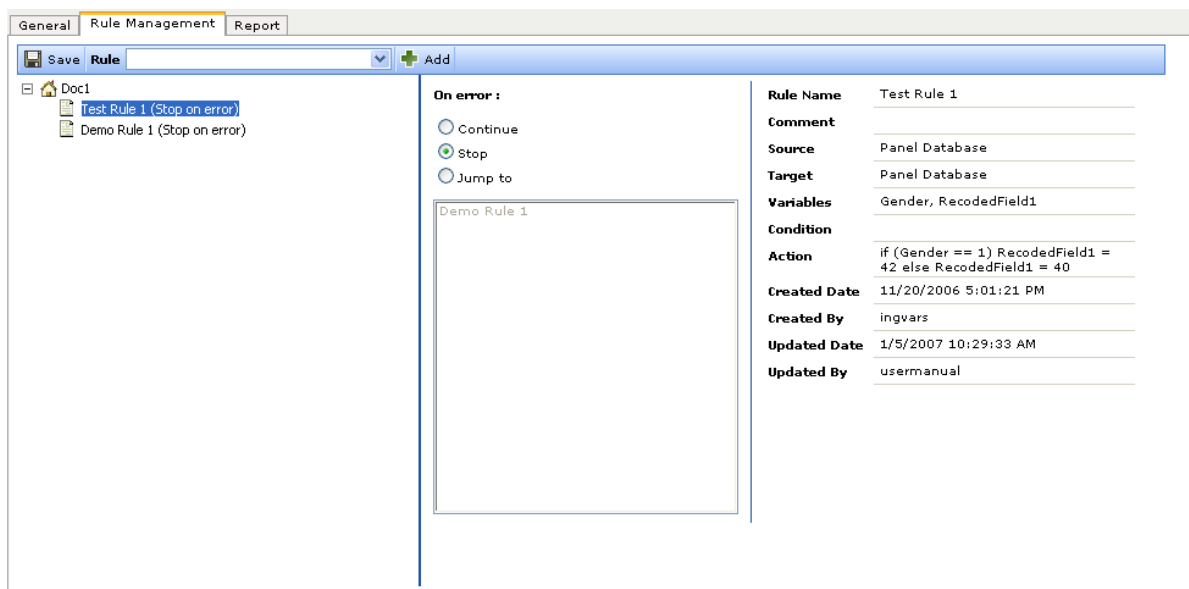 General Rule Management Report
Save Rule Add
Doc1
Test Rule 1 (Stop on error)
Demo Rule 1 (Stop on error)
On error :
Continue
Stop
Jump to
Demo Rule 1
Rule Name Test Rule 1
Comment
Source Panel Database
Target Panel Database
Variables Gender, RecodedField1
Condition
Action if (Gender == 1) RecodedField1 =
42 else RecodedField1 = 40
Created Date 11/20/2006 5:01:21 PM
Created By ingvars
Updated Date 1/5/2007 10:29:33 AM
Updated By usermanual